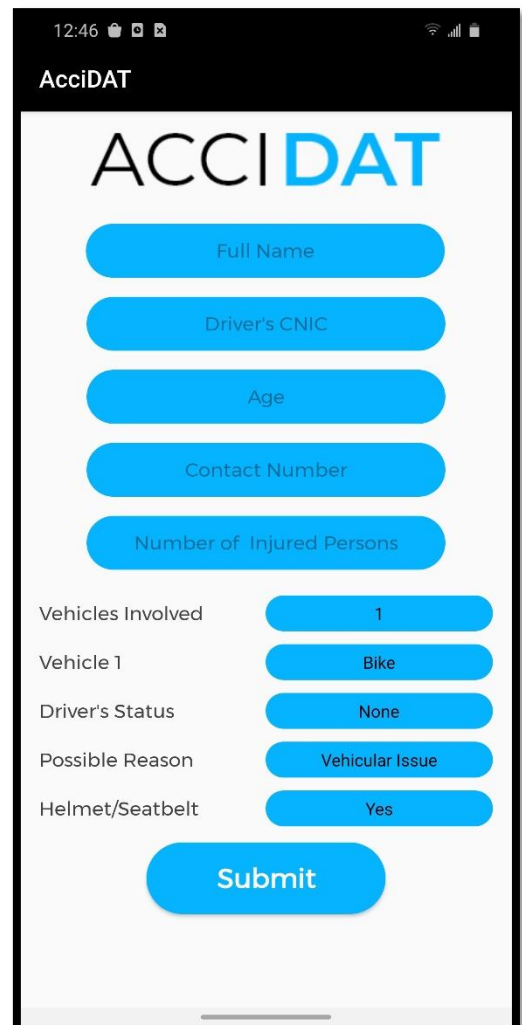 12:46
AcciDAT
ACCIDAT
Full Name
Driver's CNIC
Age
Contact Number
Number of Injured Persons
Vehicles Involved 1
Vehicle 1 Bike
Driver's Status None
Possible Reason Vehicular Issue
Helmet/Seatbelt Yes
Submit